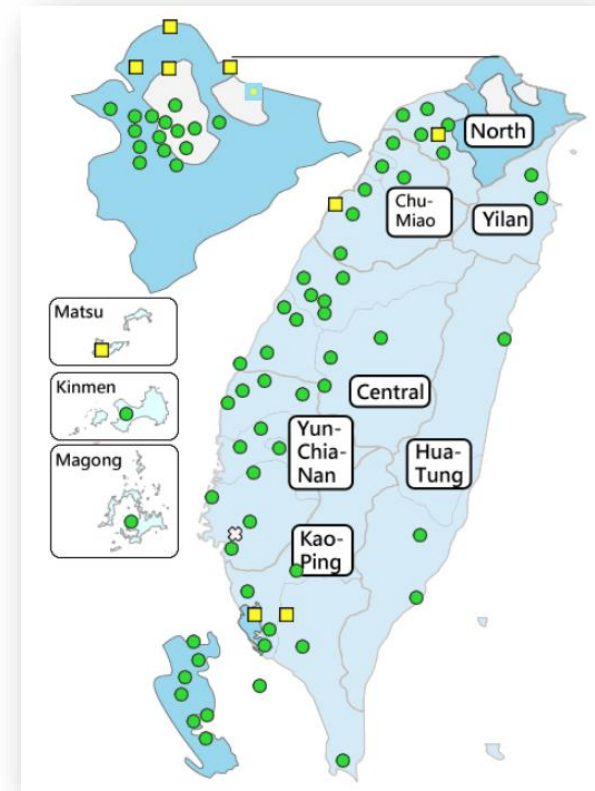 North
Chu-
Miao
Yilan
Matsu
Kinmen
Central
Magong
Yun-
Chia-
Nan
Hua-
Tung
Kao-
Ping